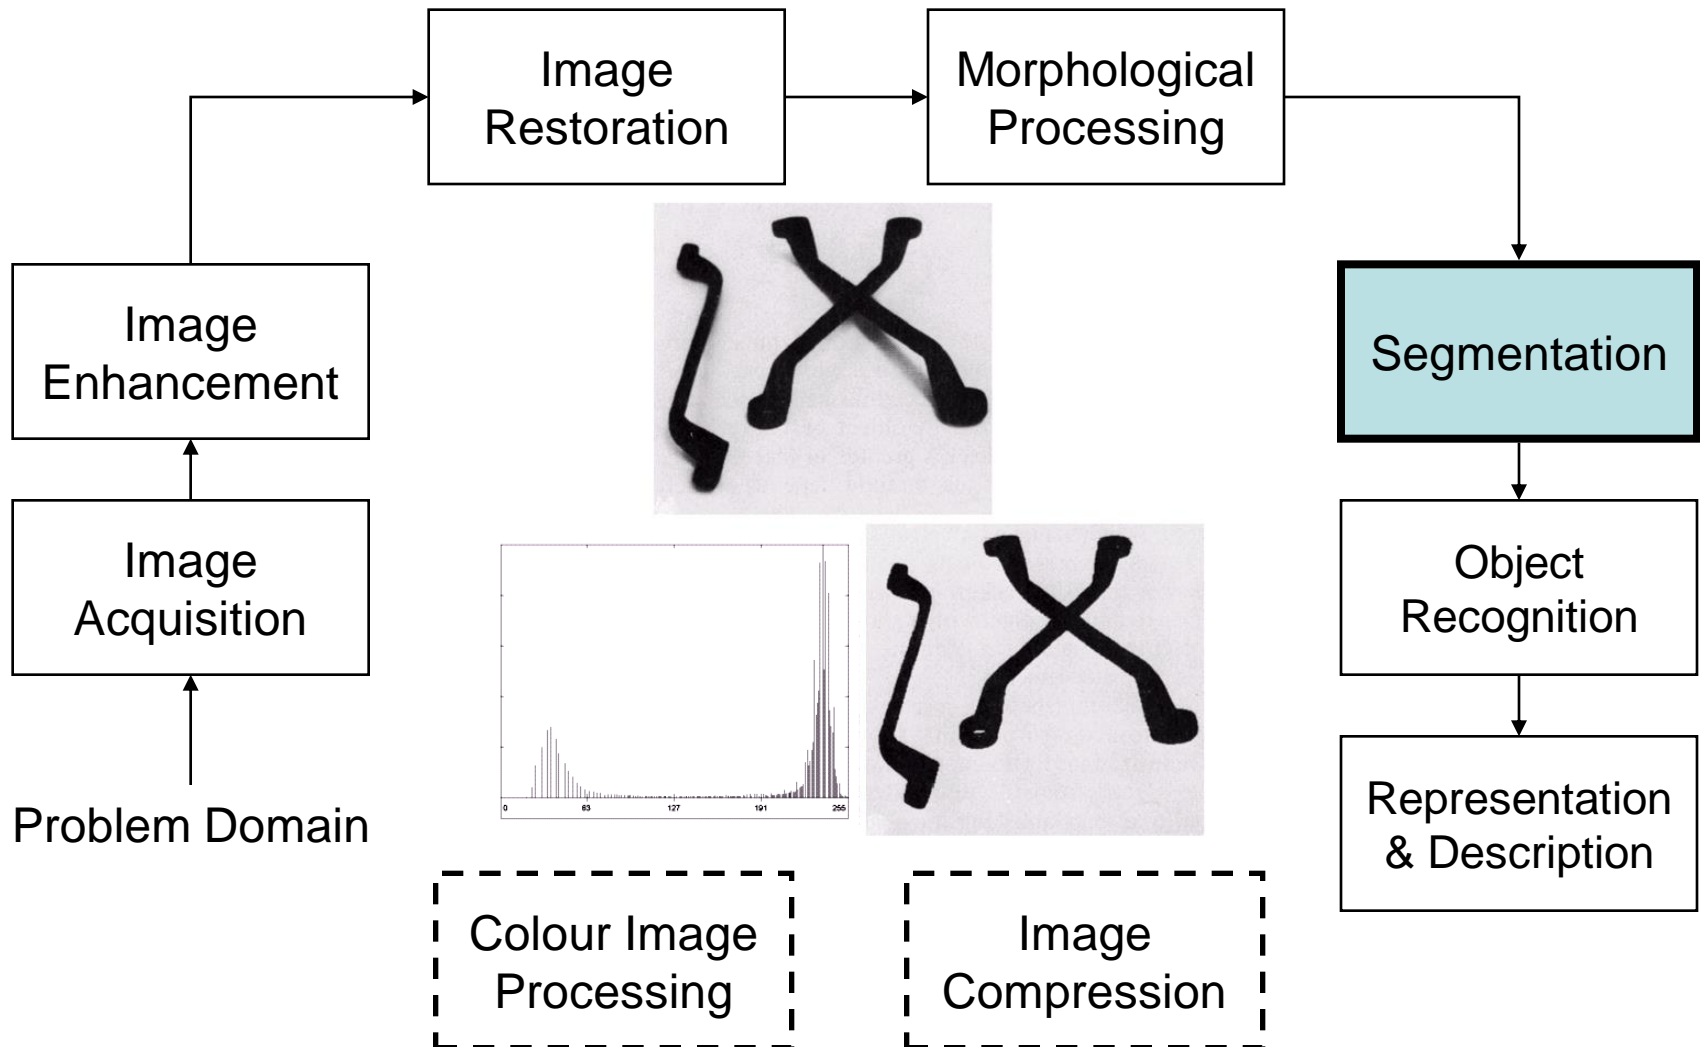 Image
Restoration
Morphological
Processing
Image
Enhancement
Segmentation
Image
Acquisition
Object
Recognition
0 63 127 191 255
Problem Domain
Representation
& Description
Colour Image
Processing
Image
Compression